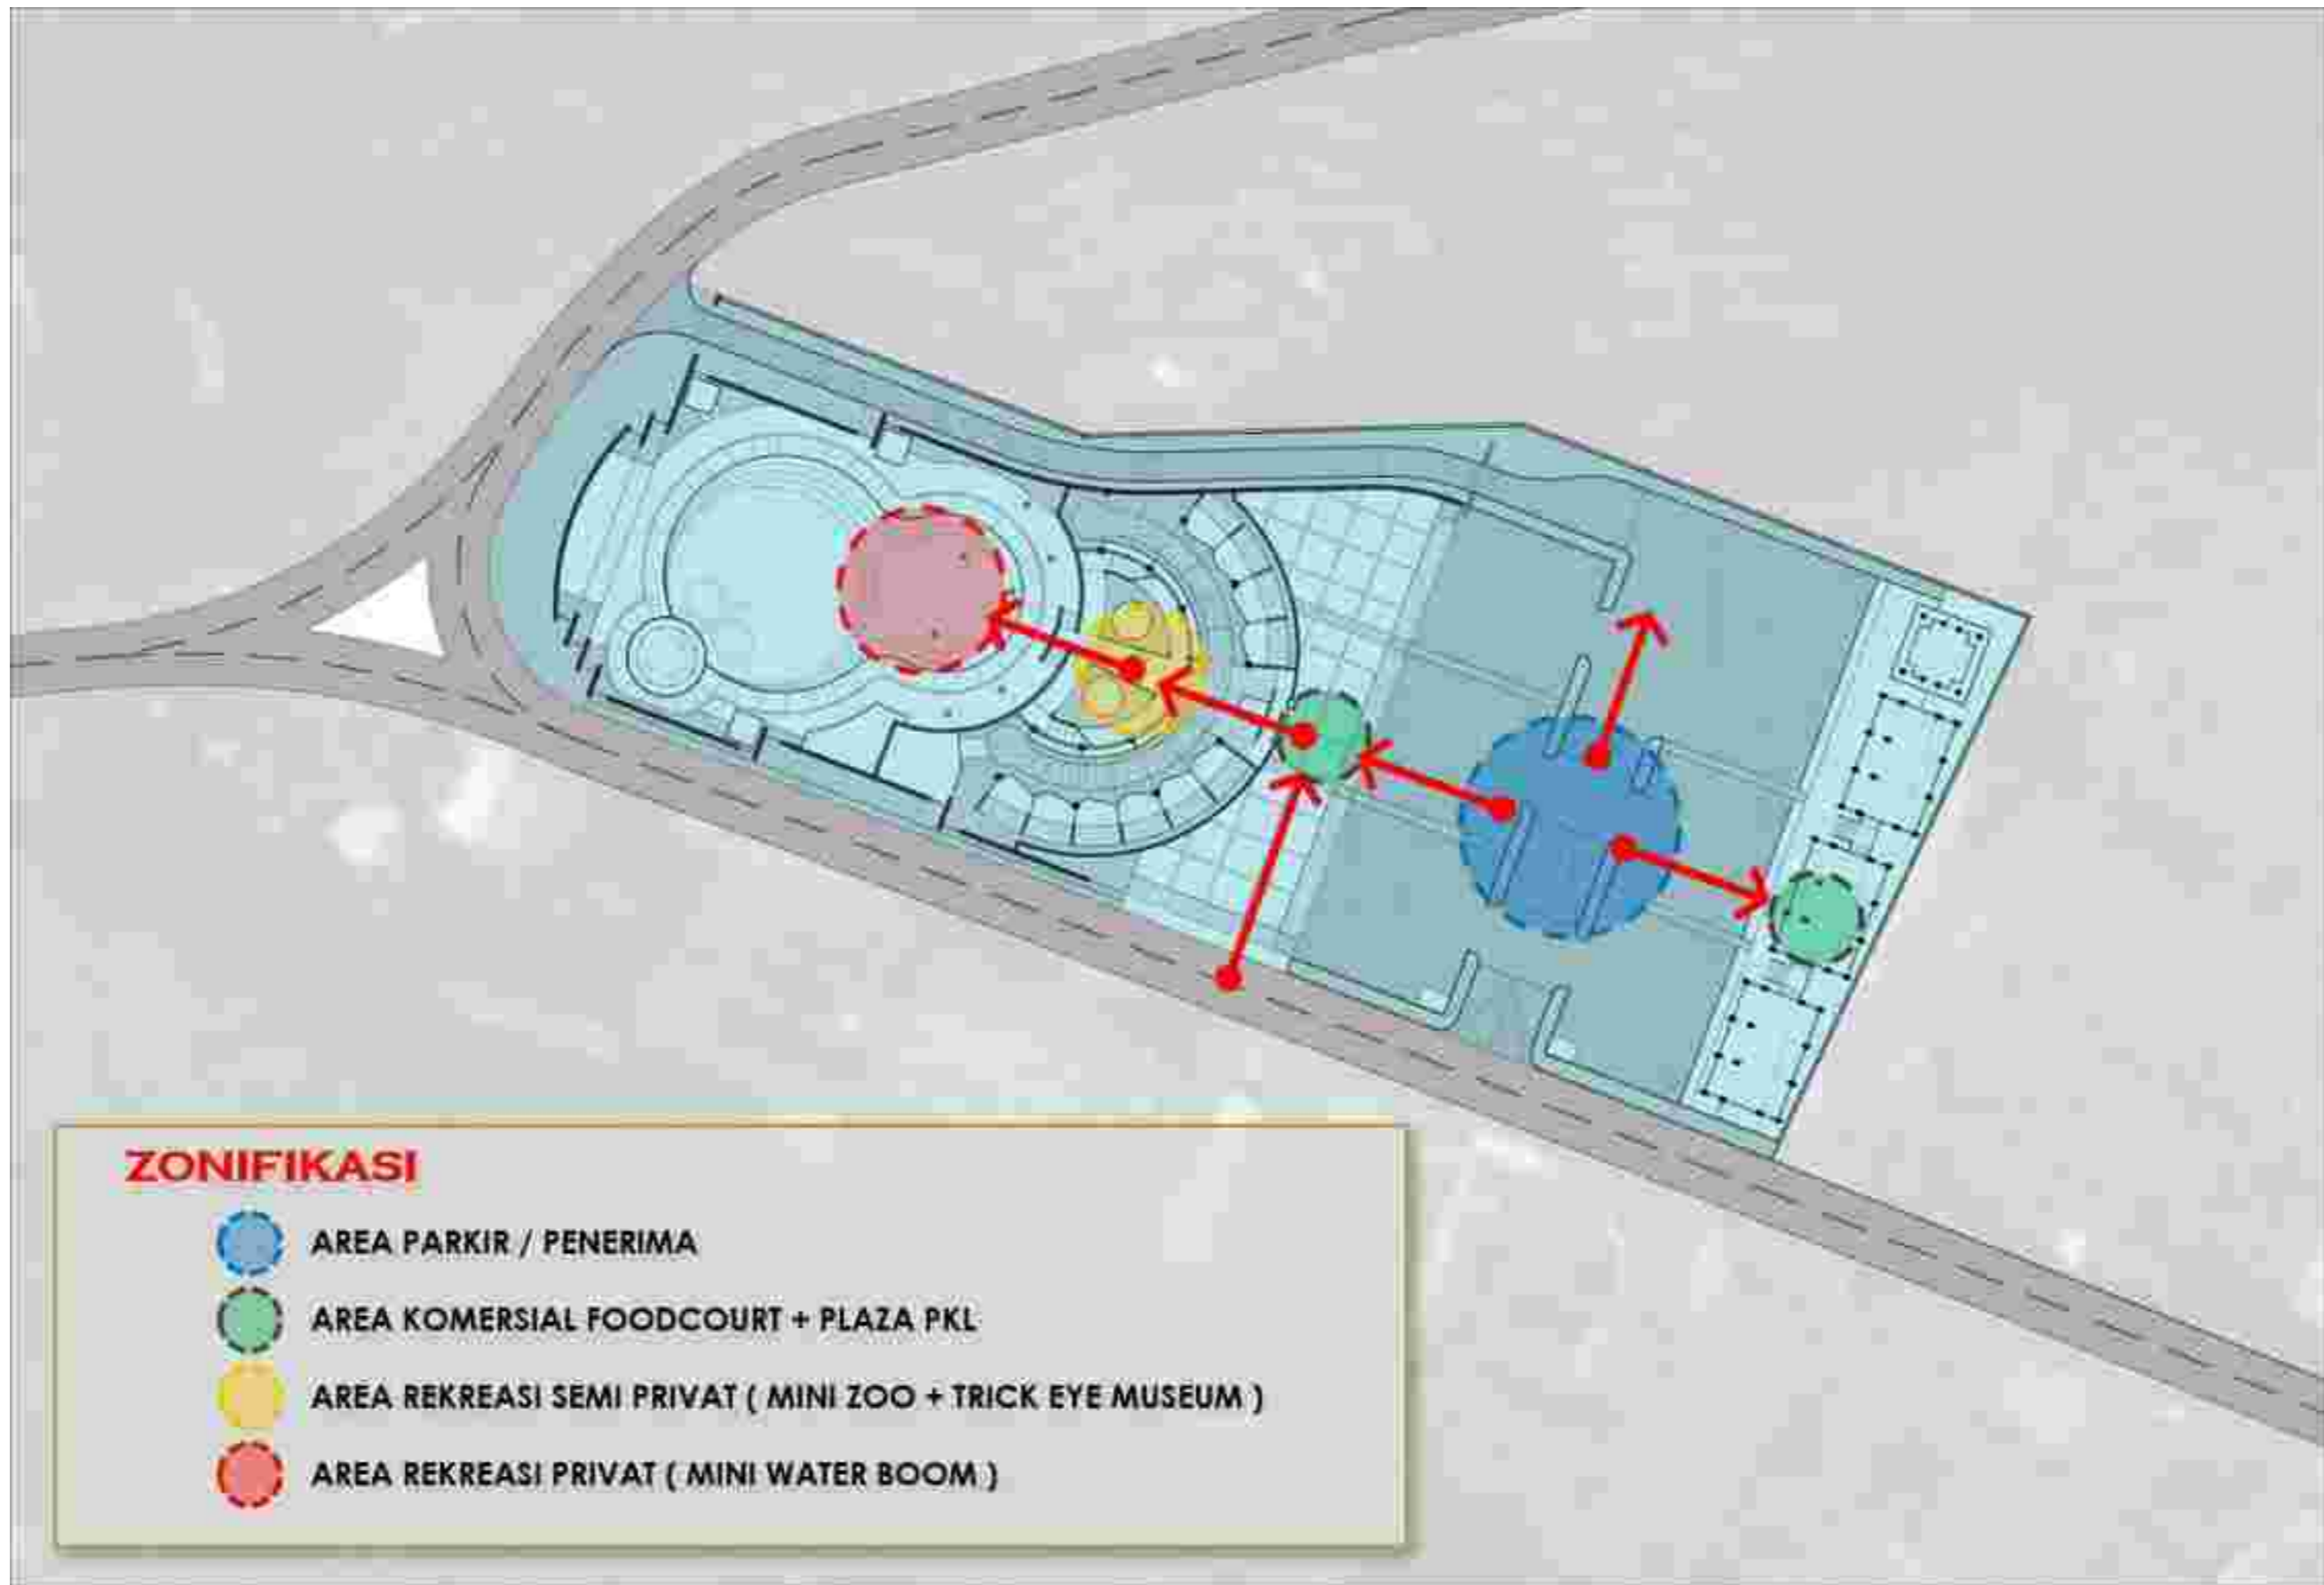 ZONIFIKASI
AREA PARKIR / PENERIMA
AREA KOMERSIAL FOODCOURT + PLAZA PKL
AREA REKREASI SEMI PRIVAT ( MINI ZOO + TRICK EYE MUSEUM )
AREA REKREASI PRIVAT ( MINI WATER BOOM )